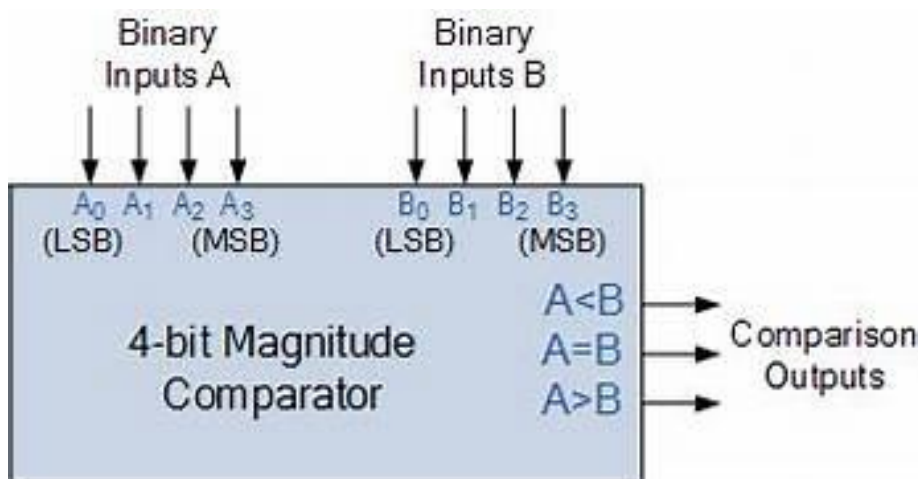 Binary
Inputs A
Binary
Inputs B
A₀ A₁ A₂ A₃
B₀ B₁ B₂ B₃
(LSB) (MSB)
(LSB) (MSB)
4-bit Magnitude
Comparator
A<B
A=B
A>B
Comparison
Outputs